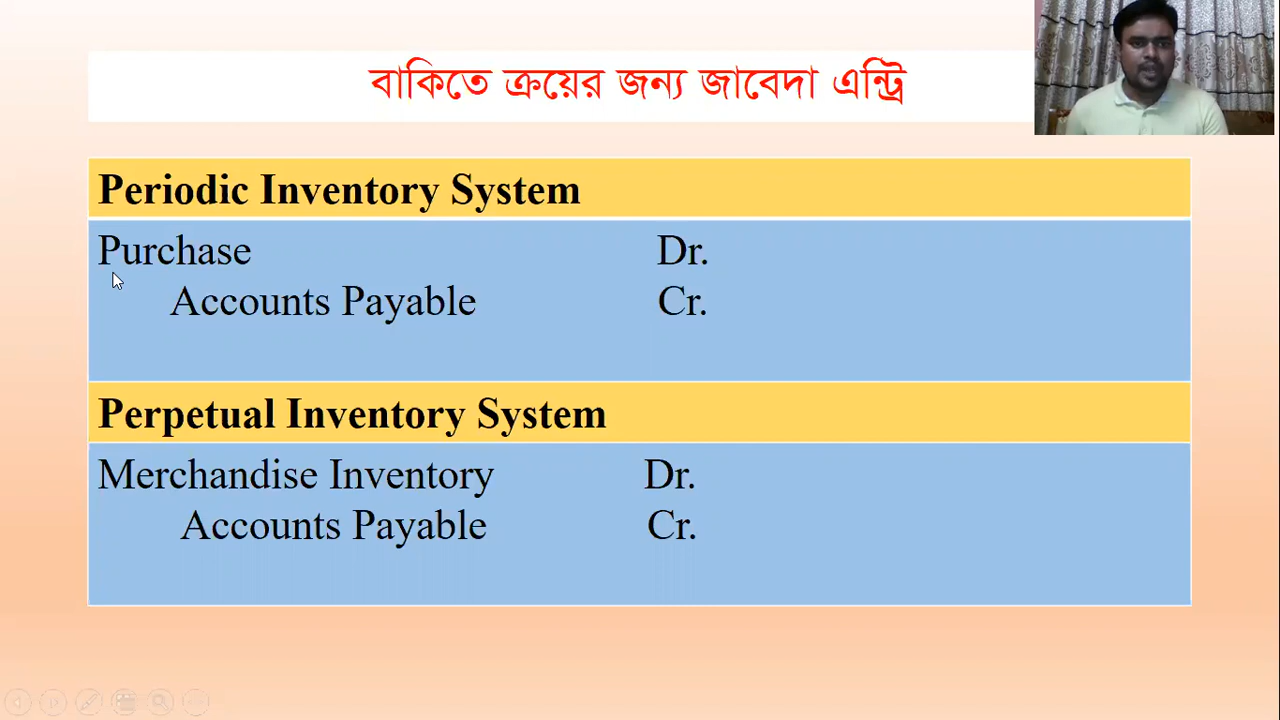 বাকিতে ক্রয়ের জন্য জাবেদা এন্ট্রি
Periodic Inventory System
Purchase Dr.
Accounts Payable Cr.
Perpetual Inventory System
Merchandise Inventory Dr.
Accounts Payable Cr.